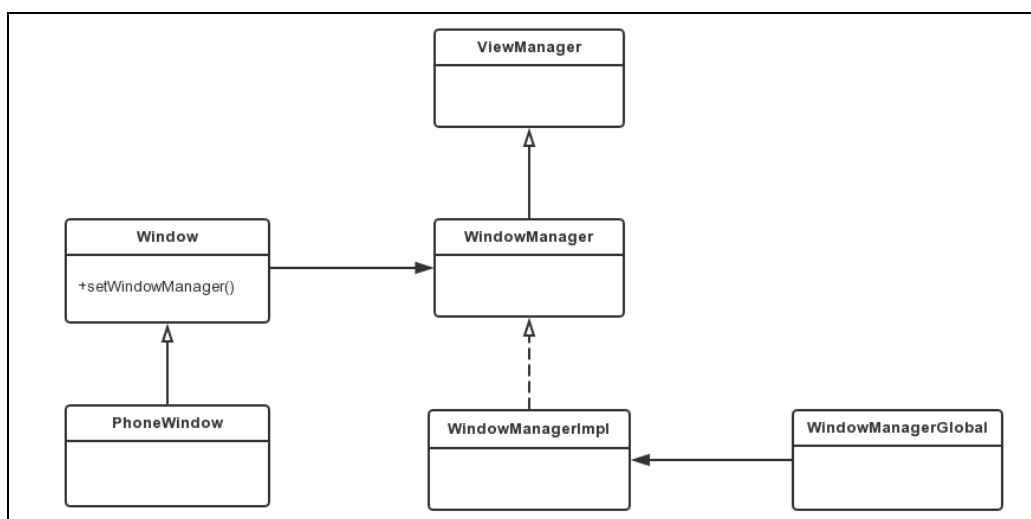 ViewManager
Window
+setWindowManager()
WindowManager
PhoneWindow
WindowManagerImpl
WindowManagerGlobal